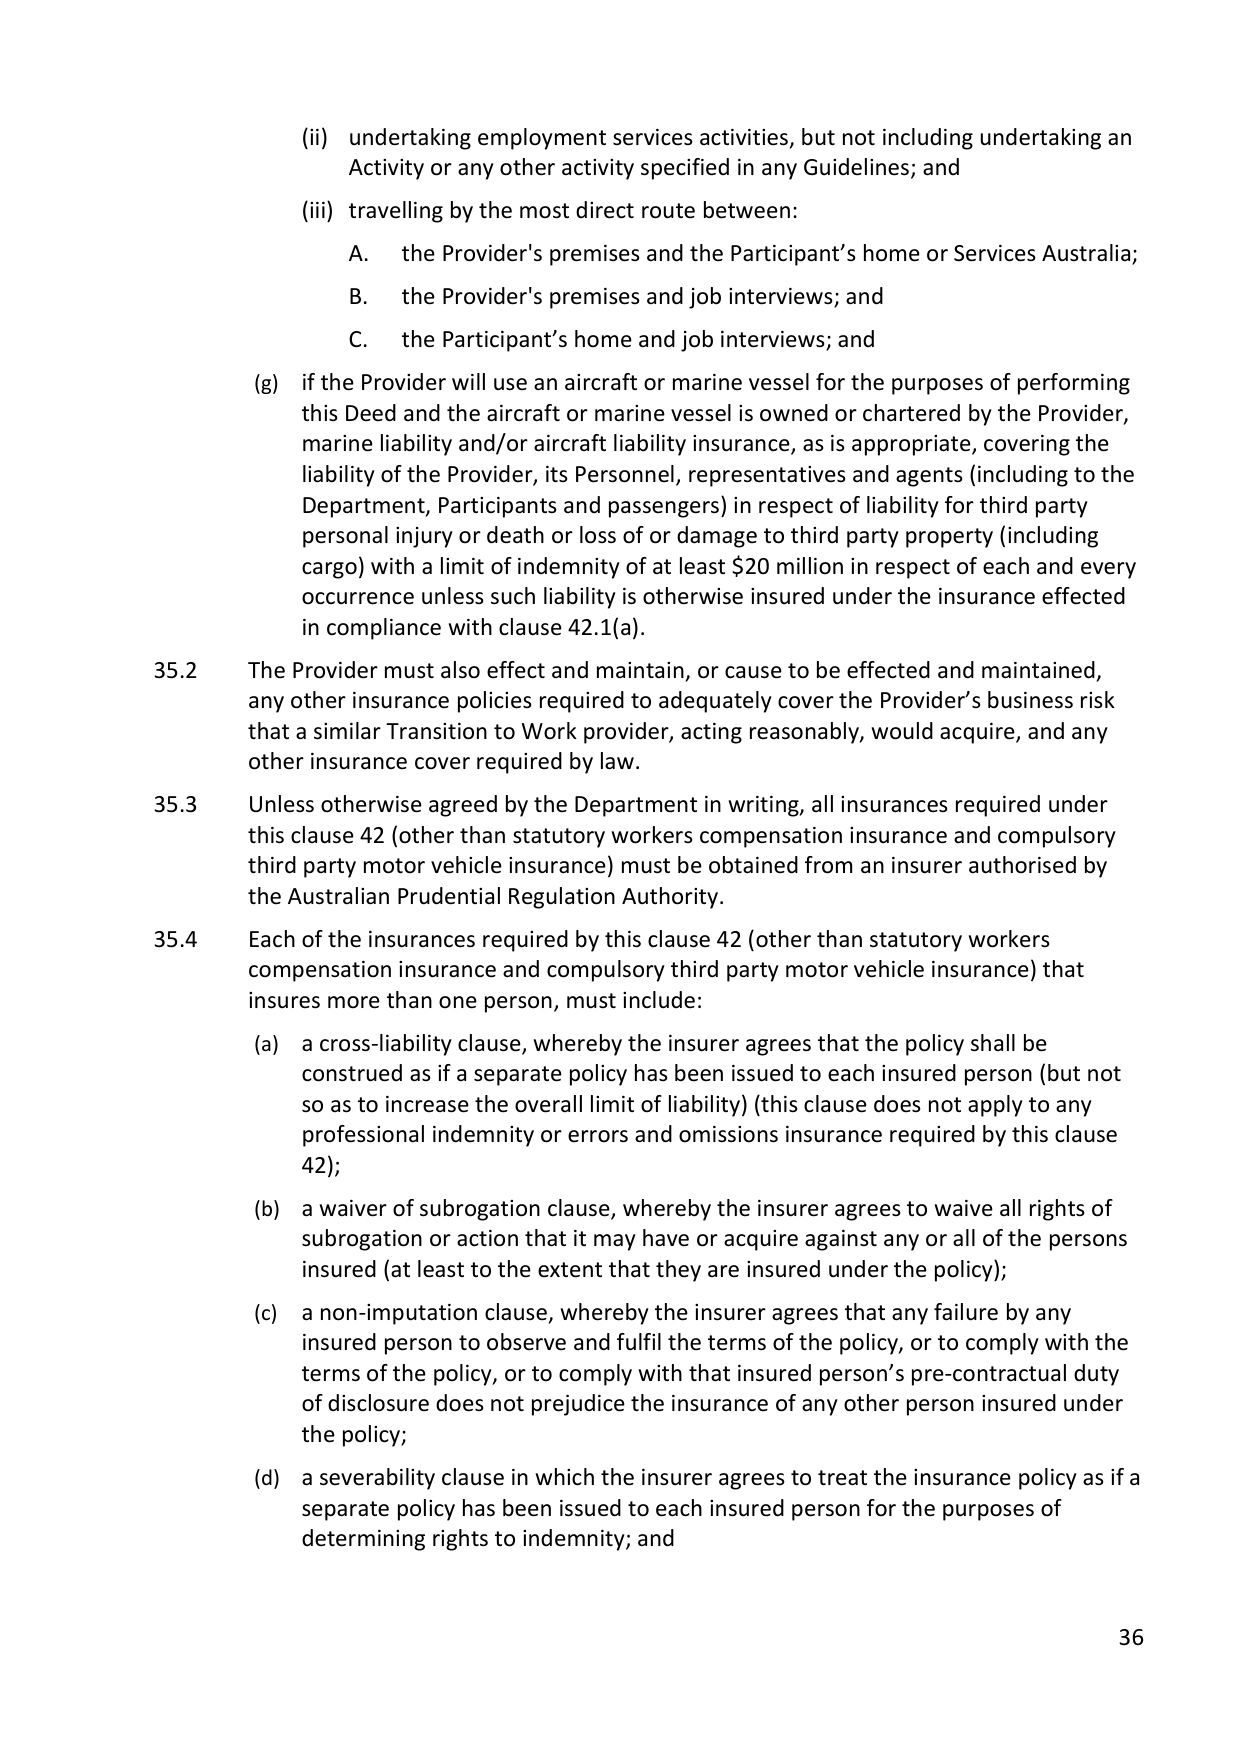 (ii) undertaking employment services activities, but not including undertaking an
Activity or any other activity specified in any Guidelines; and
(iii) travelling by the most direct route between:
A. the Provider's premises and the Participant’s home or Services Australia;
B. the Provider's premises and job interviews; and
C. the Participant’s home and job interviews; and
(g) if the Provider will use an aircraft or marine vessel for the purposes of performing
this Deed and the aircraft or marine vessel is owned or chartered by the Provider,
marine liability and/or aircraft liability insurance, as is appropriate, covering the
liability of the Provider, its Personnel, representatives and agents (including to the
Department, Participants and passengers) in respect of liability for third party
personal injury or death or loss of or damage to third party property (including
cargo) with a limit of indemnity of at least $20 million in respect of each and every
occurrence unless such liability is otherwise insured under the insurance effected
in compliance with clause 42.1(a).
35.2 The Provider must also effect and maintain, or cause to be effected and maintained,
any other insurance policies required to adequately cover the Provider’s business risk
that a similar Transition to Work provider, acting reasonably, would acquire, and any
other insurance cover required by law.
35.3 Unless otherwise agreed by the Department in writing, all insurances required under
this clause 42 (other than statutory workers compensation insurance and compulsory
third party motor vehicle insurance) must be obtained from an insurer authorised by
the Australian Prudential Regulation Authority.
35.4 Each of the insurances required by this clause 42 (other than statutory workers
compensation insurance and compulsory third party motor vehicle insurance) that
insures more than one person, must include:
(a) a cross-liability clause, whereby the insurer agrees that the policy shall be
construed as if a separate policy has been issued to each insured person (but not
so as to increase the overall limit of liability) (this clause does not apply to any
professional indemnity or errors and omissions insurance required by this clause
42);
(b) a waiver of subrogation clause, whereby the insurer agrees to waive all rights of
subrogation or action that it may have or acquire against any or all of the persons
insured (at least to the extent that they are insured under the policy);
(c) a non-imputation clause, whereby the insurer agrees that any failure by any
insured person to observe and fulfil the terms of the policy, or to comply with the
terms of the policy, or to comply with that insured person’s pre-contractual duty
of disclosure does not prejudice the insurance of any other person insured under
the policy;
(d) a severability clause in which the insurer agrees to treat the insurance policy as if a
separate policy has been issued to each insured person for the purposes of
determining rights to indemnity; and
36